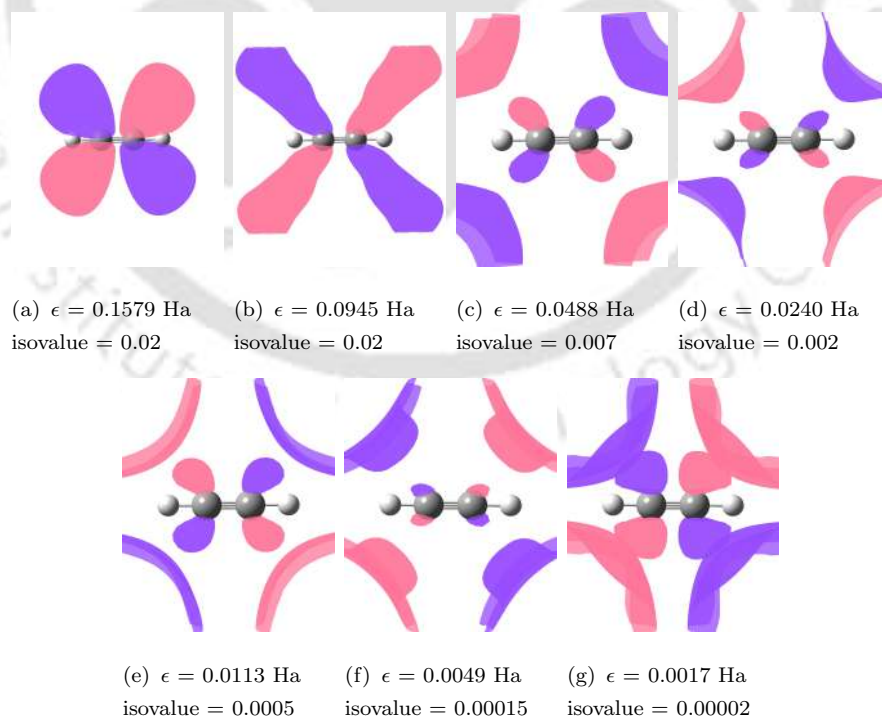 (a) ϵ = 0.1579 Ha
isovalue = 0.02
(b) ϵ = 0.0945 Ha
isovalue = 0.02
(c) ϵ = 0.0488 Ha
isovalue = 0.007
(d) ϵ = 0.0240 Ha
isovalue = 0.002
(e) ϵ = 0.0113 Ha
isovalue = 0.0005
(f) ϵ = 0.0049 Ha
isovalue = 0.00015
(g) ϵ = 0.0017 Ha
isovalue = 0.00002